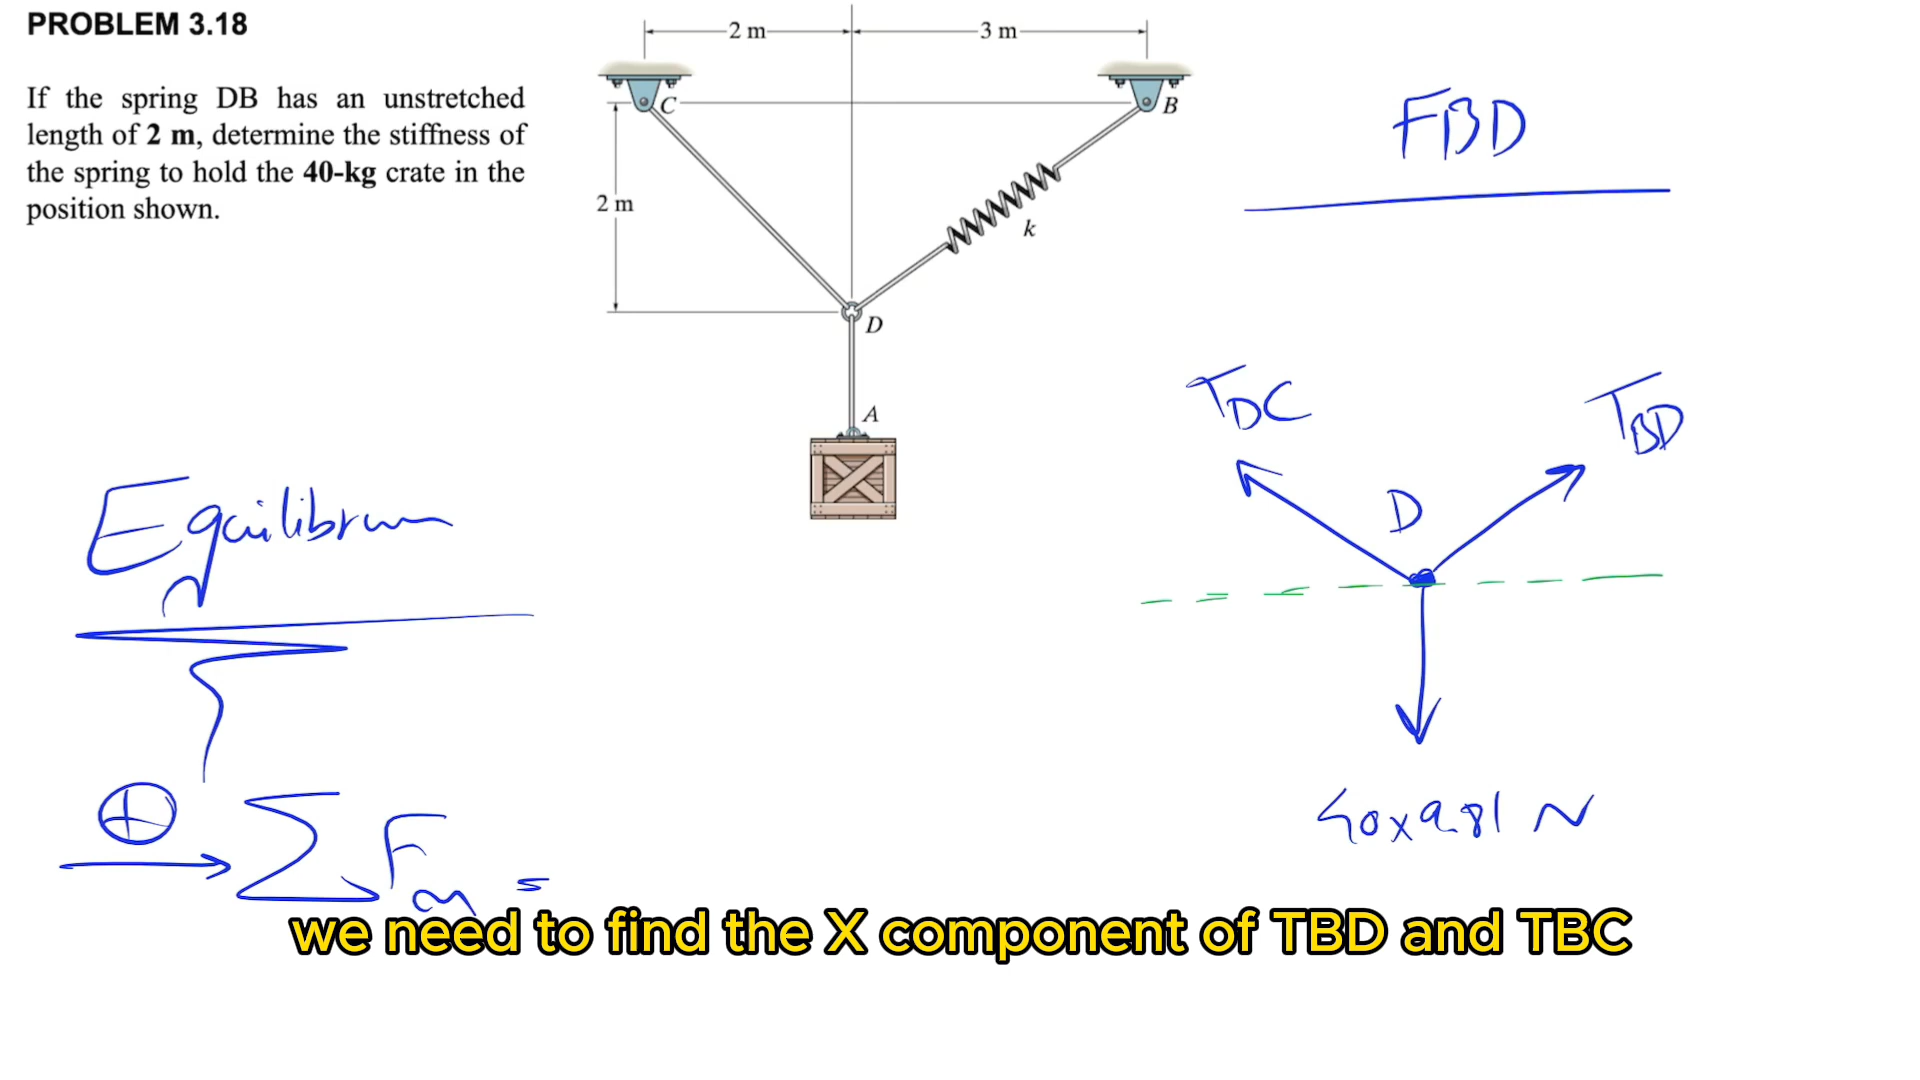 PROBLEM 3.18
If the spring DB has an unstretched
length of 2 m, determine the stiffness of
the spring to hold the 40-kg crate in the
position shown.
2 m
3 m
C
B
2 m
k
D
A
FBD
TDC
TBD
D
40x9.81 N
Equilibrum
+
ΣFx =
we need to find the X component of TBD and TBC